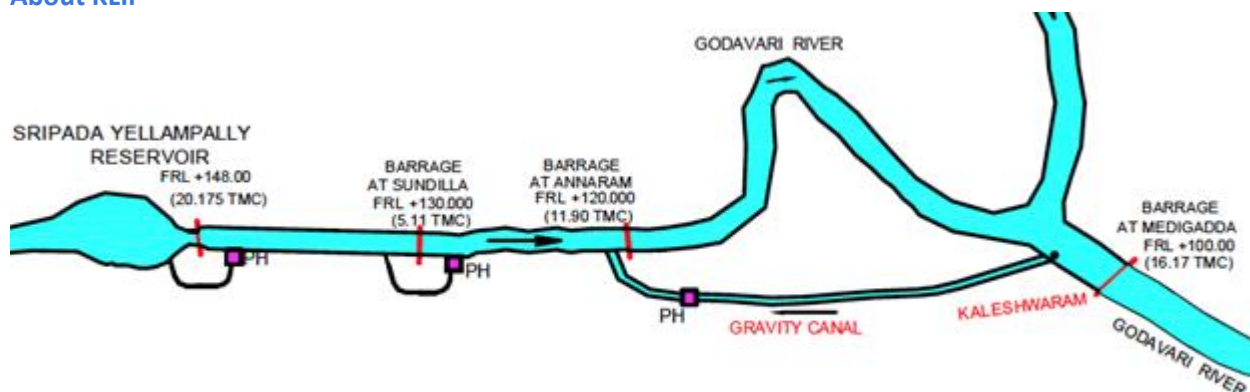 GODAVARI RIVER
SRIPADA YELLAMPALLY
RESERVOIR
FRL +148.00
(20.175 TMC)
BARRAGE
AT SUNDILLA
FRL +130.000
(5.11 TMC)
BARRAGE
AT ANNARAM
FRL +120.000
(11.90 TMC)
BARRAGE
AT MEDIGADDA
FRL +100.00
(16.17 TMC)
PH
PH
PH
GRAVITY CANAL
KALESHWARAM
GODAVARI RIVER